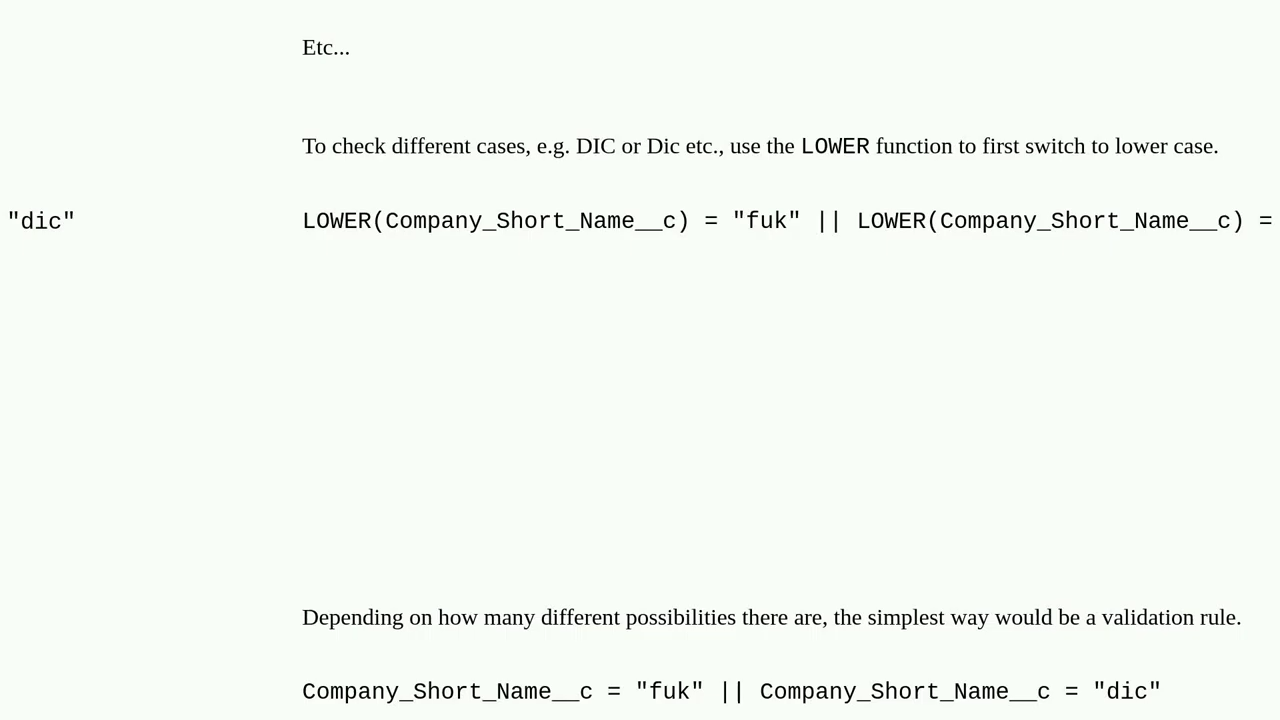 Etc...
To check different cases, e.g. DIC or Dic etc., use the LOWER function to first switch to lower case.
LOWER(Company_Short_Name__c) = "fuk" || LOWER(Company_Short_Name__c) =
"dic"
Depending on how many different possibilities there are, the simplest way would be a validation rule.
Company_Short_Name__c = "fuk" || Company_Short_Name__c = "dic"